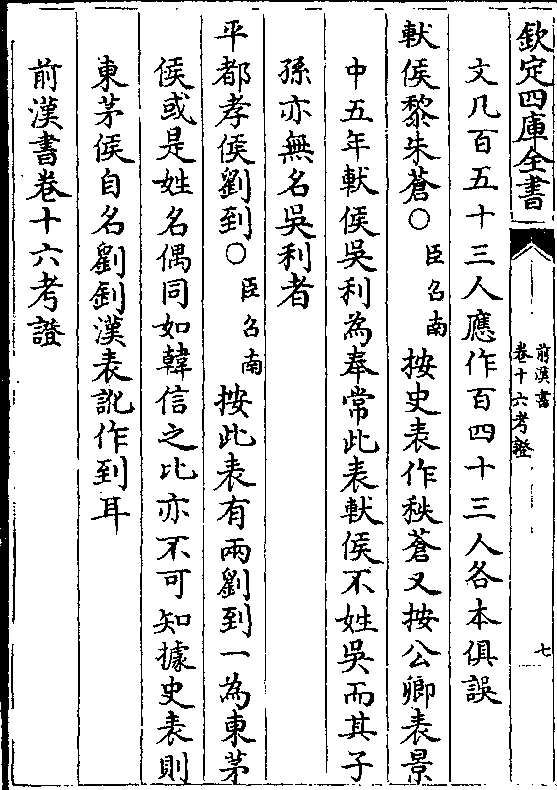 欽定四庫全書
前漢書
卷十六考證
七
文凡百五十三人應作百四十三人各本俱誤
軑侯黎朱蒼○臣召南按史表作秩蒼又按公卿表景
中五年軑侯吳利為奉常此表軑侯不姓吳而其子
孫亦無名吳利者
平都孝侯劉到○臣召南按此表有兩劉到一為東茅
侯或是姓名偶同如韓信之比亦不可知據史表則
東茅侯自名劉釗漢表訛作到耳
前漢書卷十六考證